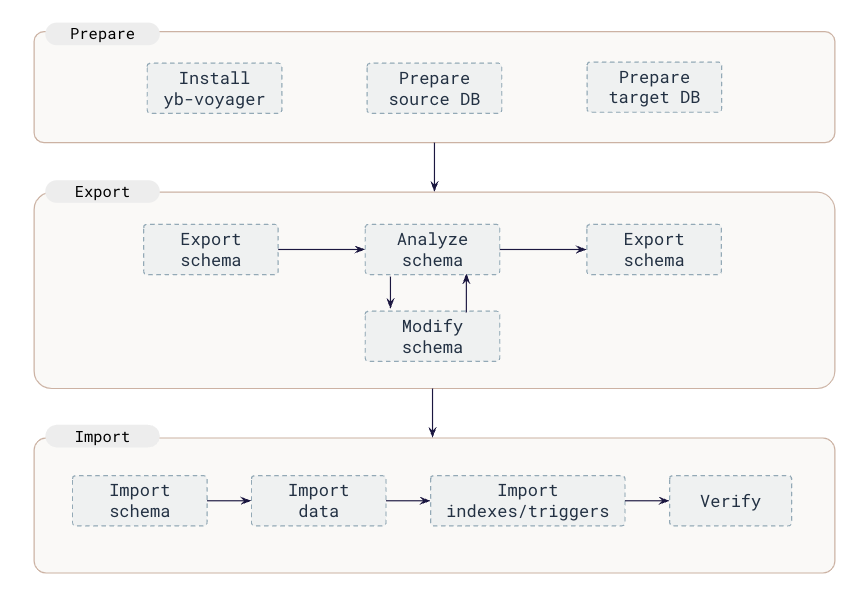 Prepare
Install
yb-voyager
Prepare
source DB
Prepare
target DB
Export
Export
schema
Analyze
schema
Export
schema
Modify
schema
Import
Import
schema
Import
data
Import
indexes/triggers
Verify